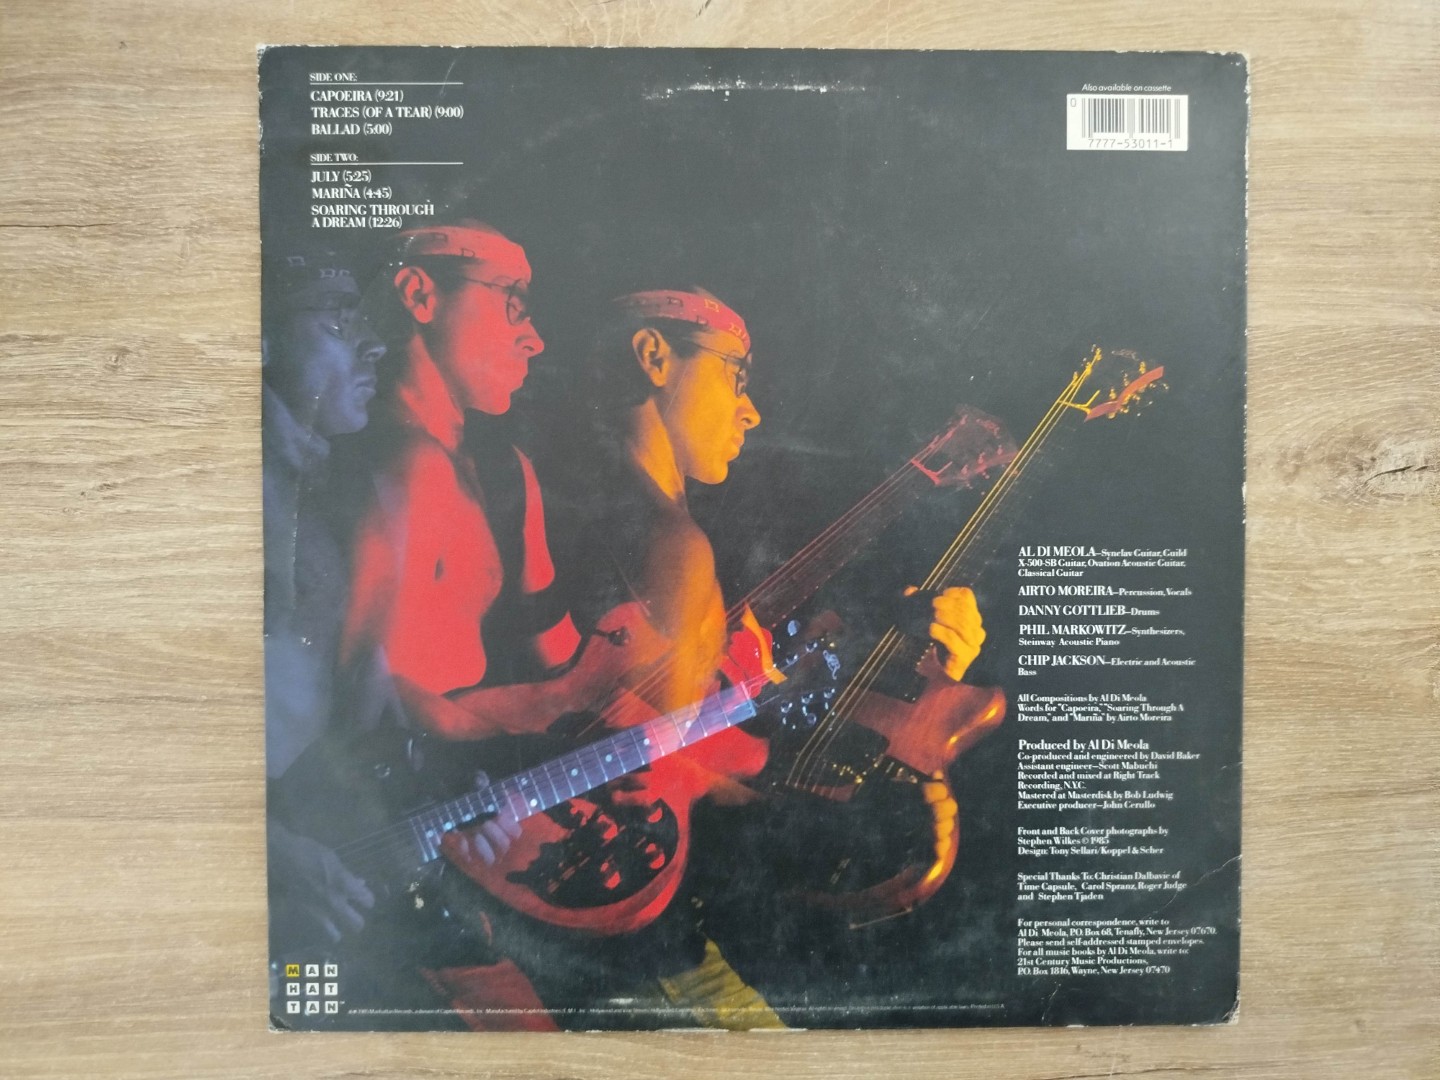 SIDE ONE:
CAPOEIRA (9:21)
TRACES (OF A TEAR) (9:00)
BALLAD (5:00)
SIDE TWO:
JULY (5:25)
MARIÑA (4:45)
SOARING THROUGH
A DREAM (12:26)
Also available on cassette
0
7777-53011-1
AL DI MEOLA—Synclav Guitar, Guild
X-500-SB Guitar, Ovation Acoustic Guitar,
Classical Guitar
AIRTO MOREIRA—Percussion, Vocals
DANNY GOTTLIEB—Drums
PHIL MARKOWITZ—Synthesizers,
Steinway Acoustic Piano
CHIP JACKSON—Electric and Acoustic
Bass
All Compositions by Al Di Meola
Words for "Capoeira," "Soaring Through A
Dream," and "Mariña" by Airto Moreira
Produced by Al Di Meola
Co-produced and engineered by David Baker
Assistant engineer—Scott Mabuchi
Recorded and mixed at Right Track
Recording, N.Y.C.
Mastered at Masterdisk by Bob Ludwig
Executive producer—John Cerullo
Front and Back Cover photographs by
Stephen Wilkes © 1985
Design: Tony Sellari/Koppel & Scher
Special Thanks To: Christian Dalbavie of
Time Capsule, Carol Spranz, Roger Judge
and Stephen Tjaden
For personal correspondence, write to
Al Di Meola, P.O. Box 68, Tenafly, New Jersey 07670.
Please send self-addressed stamped envelopes.
For all music books by Al Di Meola, write to:
21st Century Music Productions,
P.O. Box 1816, Wayne, New Jersey 07470
MAN
HAT
TAN